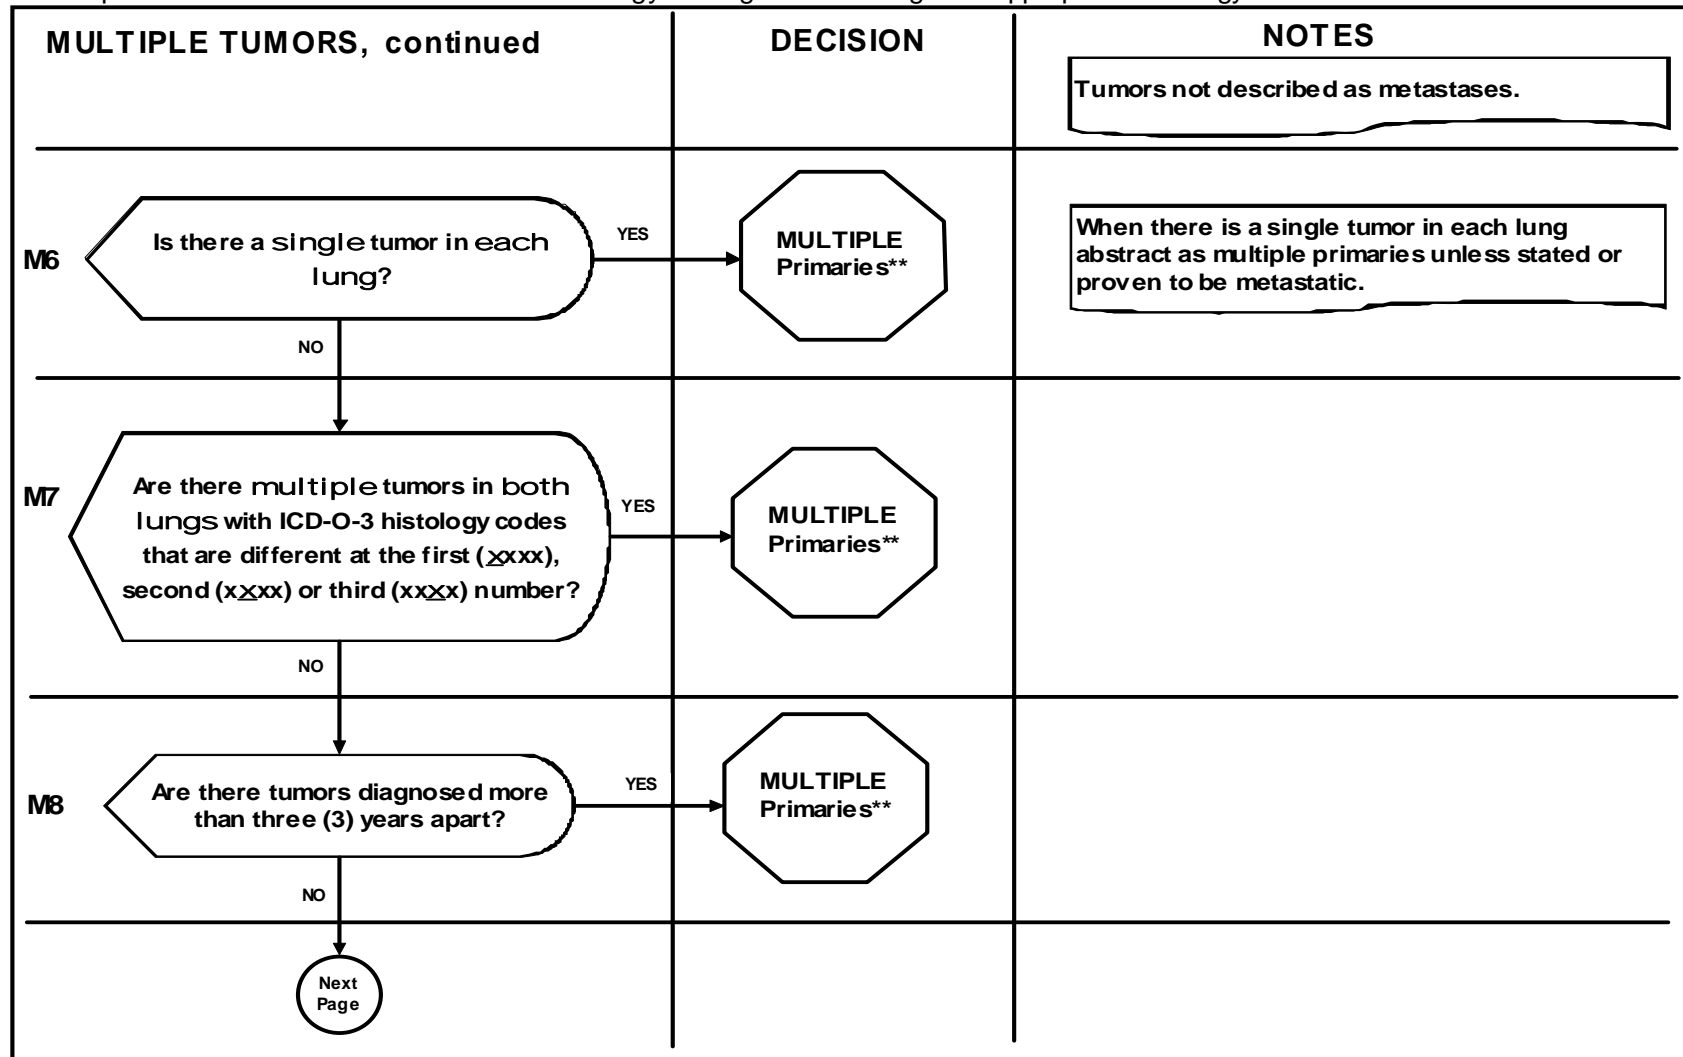 MULTIPLE TUMORS, continued
DECISION
NOTES
Tumors not described as metastases.
M6
Is there a single tumor in each
lung?
YES
MULTIPLE
Primaries**
When there is a single tumor in each lung
abstract as multiple primaries unless stated or
proven to be metastatic.
NO
M7
Are there multiple tumors in both
lungs with ICD-O-3 histology codes
that are different at the first (xxxx),
second (xxxx) or third (xxxx) number?
YES
MULTIPLE
Primaries**
NO
M8
Are there tumors diagnosed more
than three (3) years apart?
YES
MULTIPLE
Primaries**
NO
Next
Page